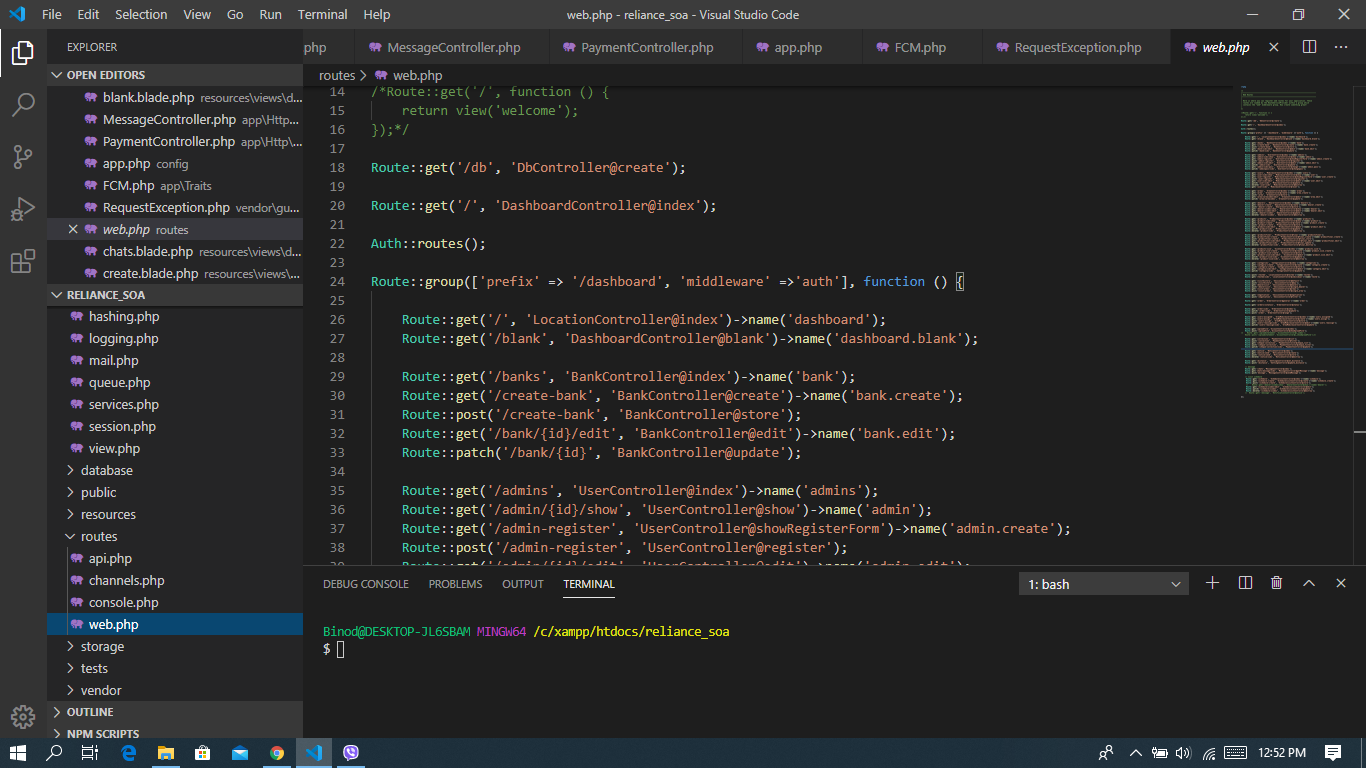 File Edit Selection View Go Run Terminal Help
web.php - reliance_soa - Visual Studio Code
EXPLORER
OPEN EDITORS
blank.blade.php resources\views\d...
MessageController.php app\Http...
PaymentController.php app\Http\...
app.php config
FCM.php app\Traits
RequestException.php vendor\gu...
web.php routes
chats.blade.php resources\views\d...
create.blade.php resources\views\...
RELIANCE_SOA
hashing.php
logging.php
mail.php
queue.php
services.php
session.php
view.php
database
public
resources
routes
api.php
channels.php
console.php
web.php
storage
tests
vendor
OUTLINE
NPM SCRIPTS
php MessageController.php PaymentController.php app.php FCM.php RequestException.php web.php
routes > web.php
14 /*Route::get('/', function () {
15     return view('welcome');
16 });*/
17
18 Route::get('/db', 'DbController@create');
19
20 Route::get('/', 'DashboardController@index');
21
22 Auth::routes();
23
24 Route::group(['prefix' => '/dashboard', 'middleware' =>'auth'], function () {
25
26     Route::get('/', 'LocationController@index')->name('dashboard');
27     Route::get('/blank', 'DashboardController@blank')->name('dashboard.blank');
28
29     Route::get('/banks', 'BankController@index')->name('bank');
30     Route::get('/create-bank', 'BankController@create')->name('bank.create');
31     Route::post('/create-bank', 'BankController@store');
32     Route::get('/bank/{id}/edit', 'BankController@edit')->name('bank.edit');
33     Route::patch('/bank/{id}', 'BankController@update');
34
35     Route::get('/admins', 'UserController@index')->name('admins');
36     Route::get('/admin/{id}/show', 'UserController@show')->name('admin');
37     Route::get('/admin-register', 'UserController@showRegisterForm')->name('admin.create');
38     Route::post('/admin-register', 'UserController@register');
39     Route::get('/admin/{id}/edit', 'UserController@edit')->name('admin.edit');
DEBUG CONSOLE PROBLEMS OUTPUT TERMINAL
1: bash
Binod@DESKTOP-JL6SBAM MINGW64 /c/xampp/htdocs/reliance_soa
$
12:52 PM